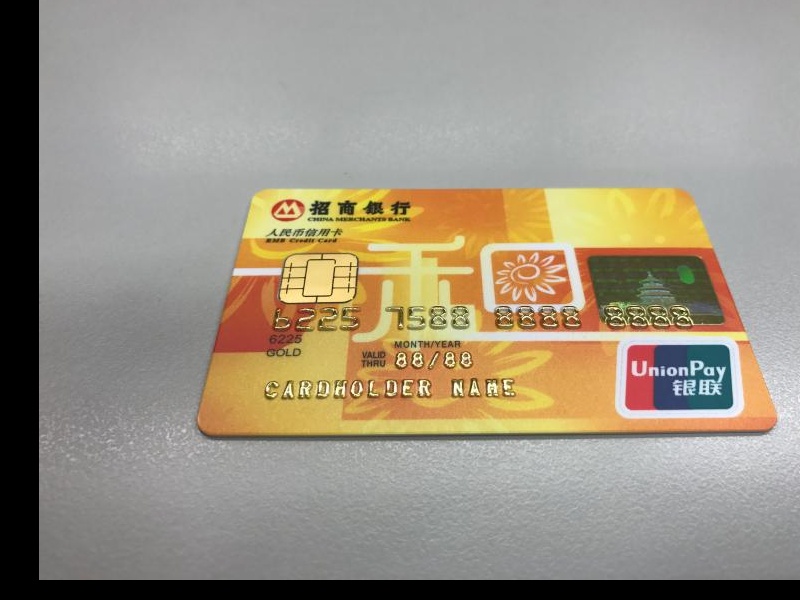 招商銀行
CHINA MERCHANTS BANK
人民币信用卡
RMB Credit Card
6225 7588 8888 8888
6225
MONTH/YEAR
GOLD
VALID THRU 88/88
CARDHOLDER NAME
UnionPay
银联